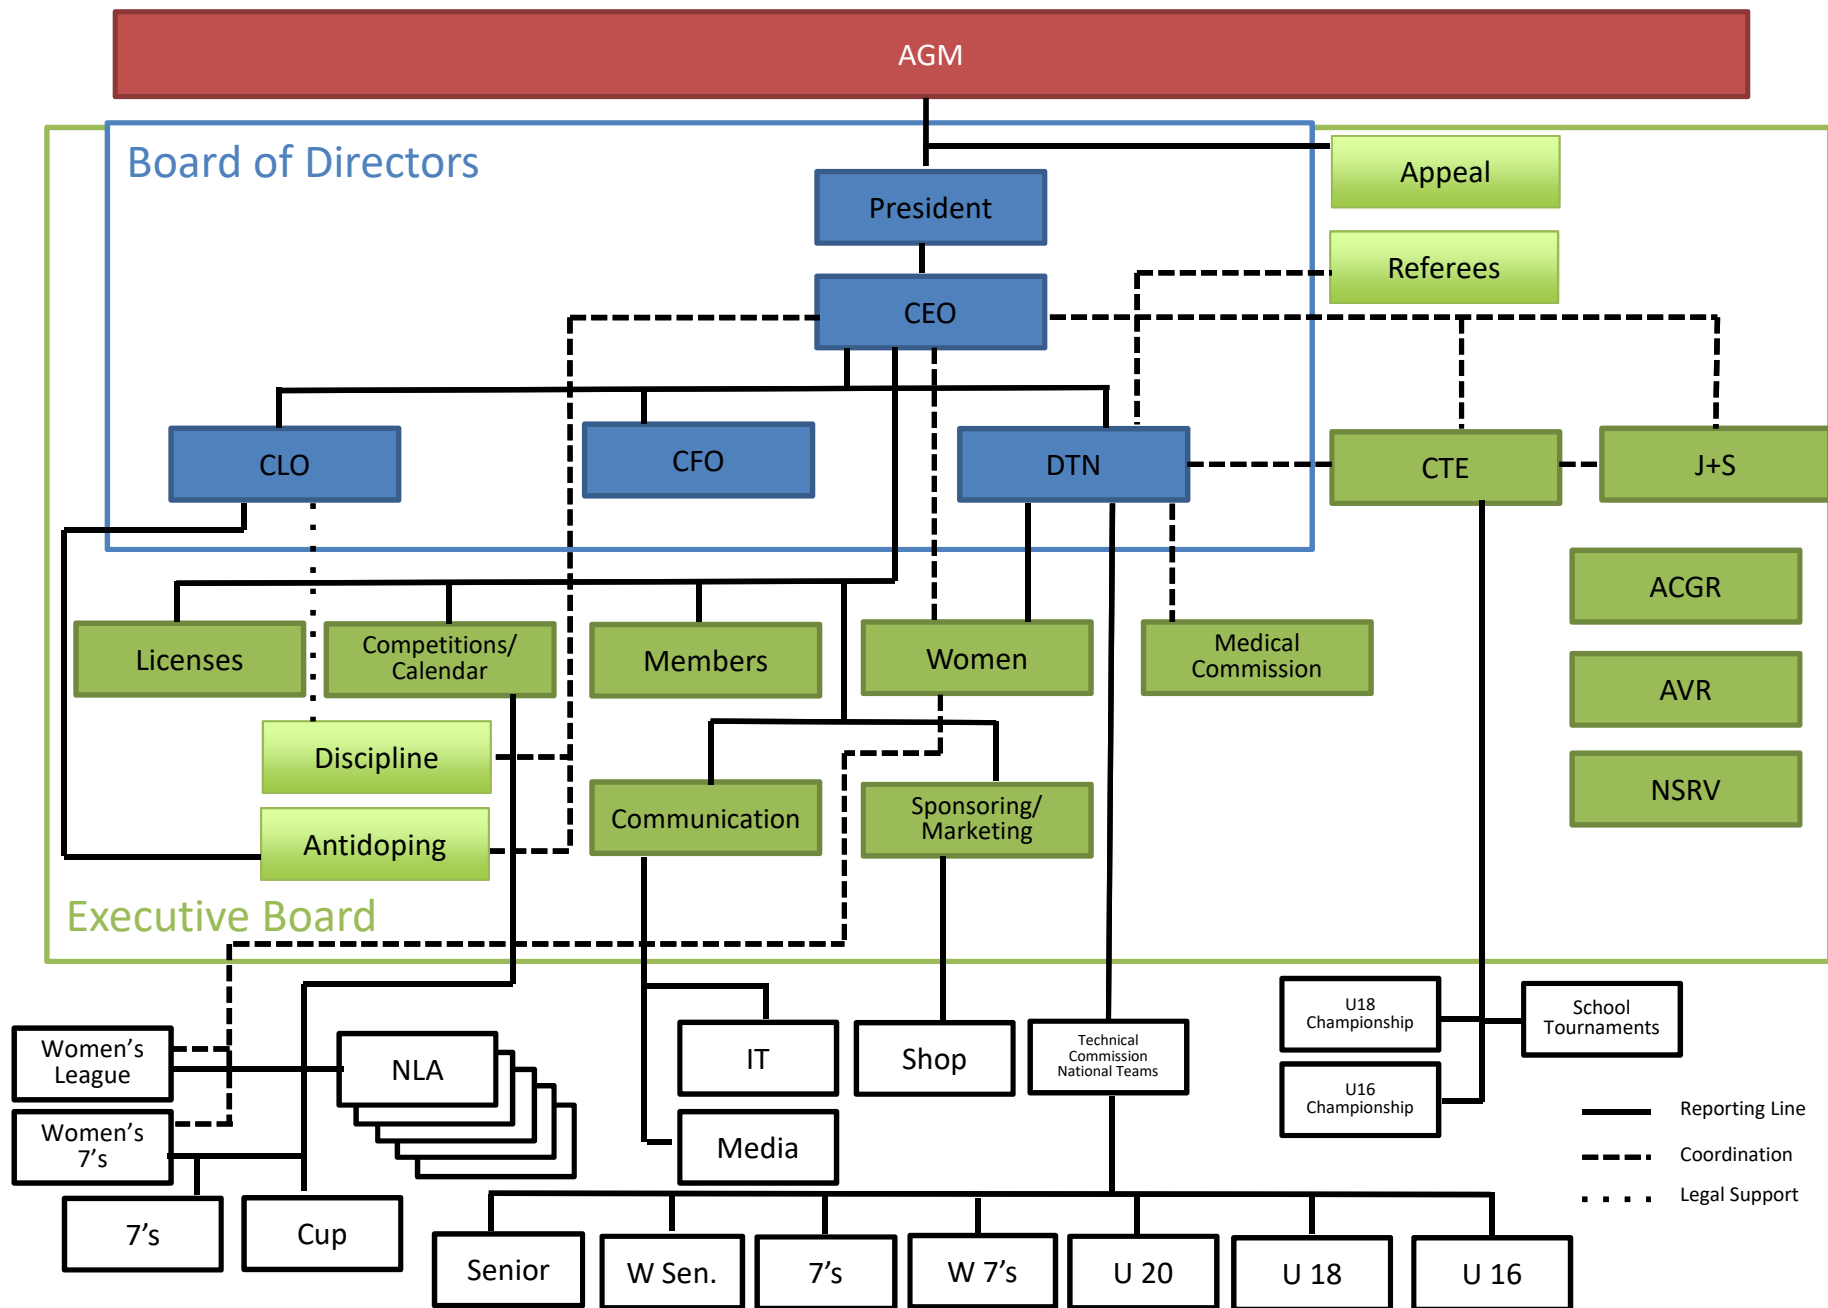 AGM
Board of Directors
Appeal
President
Referees
CEO
CLO
CFO
DTN
CTE
J+S
ACGR
Licenses
Competitions/
Calendar
Members
Women
Medical
Commission
AVR
Discipline
Communication
Sponsoring/
Marketing
NSRV
Antidoping
Executive Board
U18
Championship
School
Tournaments
Women's
League
NLA
IT
Shop
Technical
Commission
National Teams
U16
Championship
Women's
7's
Media
Reporting Line
Coordination
Legal Support
7's
Cup
Senior
W Sen.
7's
W 7's
U 20
U 18
U 16